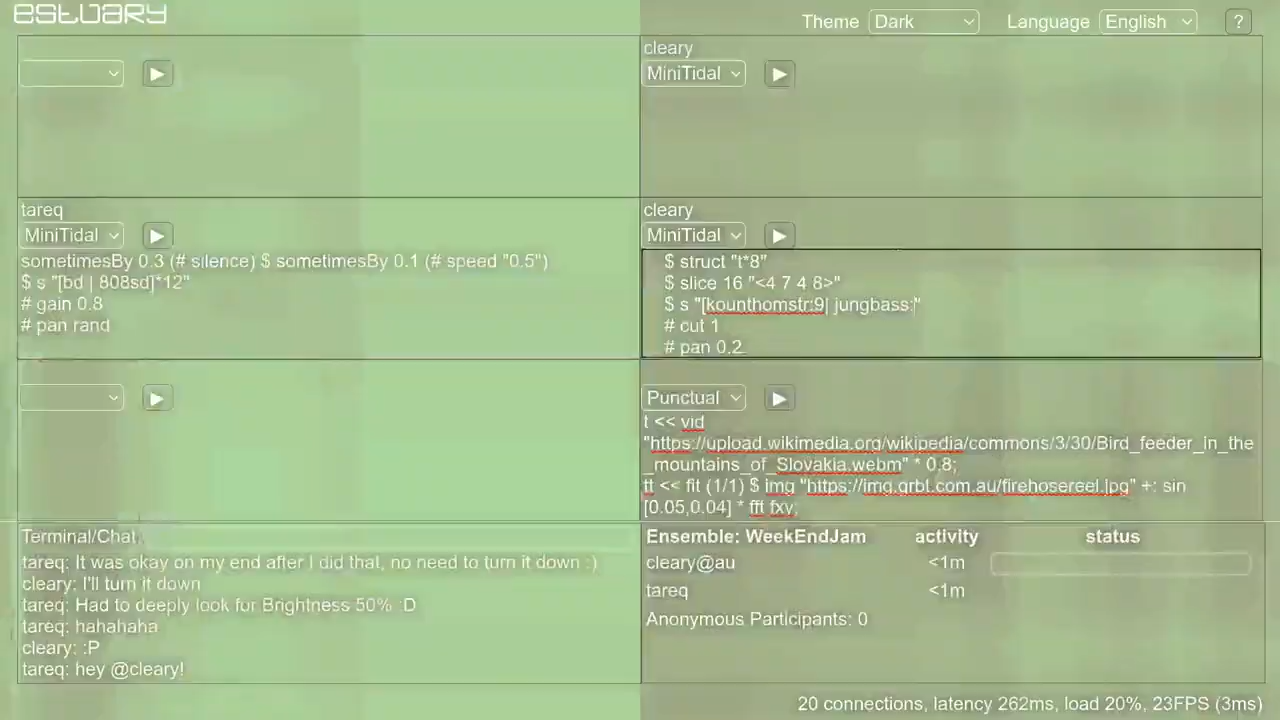 estuary
Theme Dark Language English ?
cleary
MiniTidal
tareq
MiniTidal
sometimesBy 0.3 (# silence) $ sometimesBy 0.1 (# speed "0.5")
$ s "[bd | 808sd]*12"
# gain 0.8
# pan rand
cleary
MiniTidal
$ struct "t*8"
$ slice 16 "<4 7 4 8>"
$ s "[kounthomstr:9| jungbass:"
# cut 1
# pan 0.2
Punctual
t << vid
"https://upload.wikimedia.org/wikipedia/commons/3/30/Bird_feeder_in_the
_mountains_of_Slovakia.webm" * 0.8;
tt << fit (1/1) $ img "https://img.grbt.com.au/firehosereel.jpg" +: sin
[0.05,0.04] * fft fxy;
Terminal/Chat
tareq: It was okay on my end after I did that, no need to turn it down :)
cleary: I'll turn it down
tareq: Had to deeply look for Brightness 50% :D
tareq: hahahaha
cleary: :P
tareq: hey @cleary!
Ensemble: WeekEndJam activity status
cleary@au <1m
tareq <1m
Anonymous Participants: 0
20 connections, latency 262ms, load 20%, 23FPS (3ms)